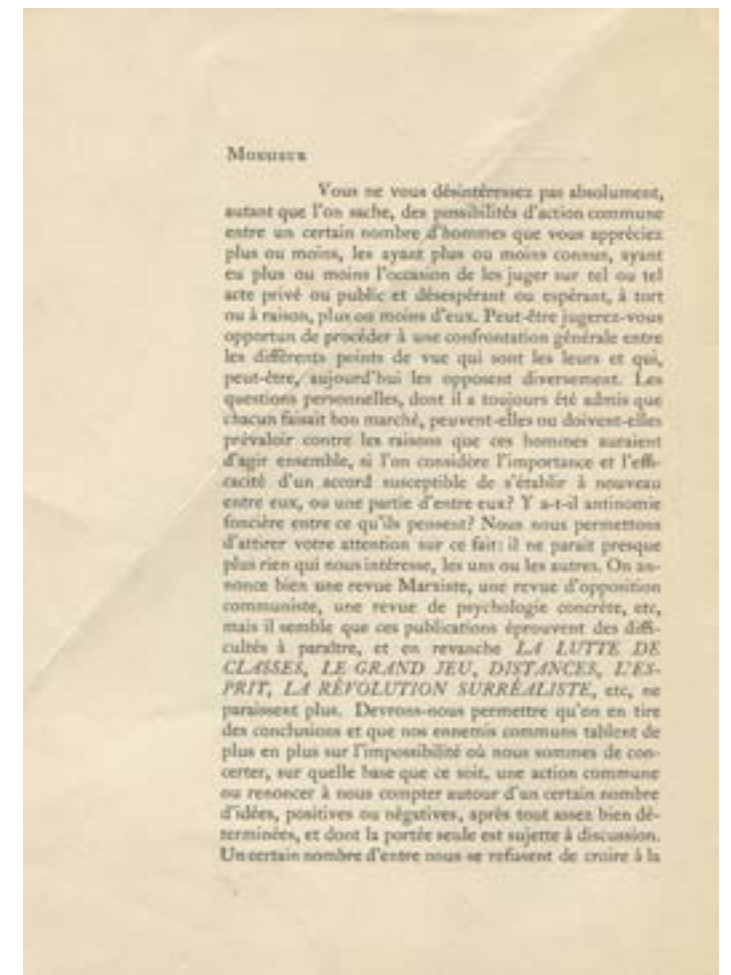 Monsieur
Vous ne vous désintéressez pas absolument,
autant que l'on sache, des possibilités d'action commune
entre un certain nombre d'hommes que vous appréciez
plus ou moins, les ayant plus ou moins connus, ayant
eu plus ou moins l'occasion de les juger sur tel ou tel
acte privé ou public et désespérant ou espérant, à tort
ou à raison, plus ou moins d'eux. Peut-être jugerez-vous
opportun de procéder à une confrontation générale entre
les différents points de vue qui sont les leurs et qui,
peut-être, aujourd'hui les opposent diversement. Les
questions personnelles, dont il a toujours été admis que
chacun faisait bon marché, peuvent-elles ou doivent-elles
prévaloir contre les raisons que ces hommes auraient
d'agir ensemble, si l'on considère l'importance et l'effi-
cacité d'un accord susceptible de s'établir à nouveau
entre eux, ou une partie d'entre eux? Y a-t-il antinomie
foncière entre ce qu'ils pensent? Nous nous permettons
d'attirer votre attention sur ce fait: il ne paraît presque
plus rien qui nous intéresse, les uns ou les autres. On an-
nonce bien une revue Marxiste, une revue d'opposition
communiste, une revue de psychologie concrète, etc,
mais il semble que ces publications éprouvent des diffi-
cultés à paraître, et en revanche LA LUTTE DE
CLASSES, LE GRAND JEU, DISTANCES, L'ES-
PRIT, LA RÉVOLUTION SURRÉALISTE, etc, ne
paraissent plus. Devrons-nous permettre qu'on en tire
des conclusions et que nos ennemis communs tablent de
plus en plus sur l'impossibilité où nous sommes de con-
certer, sur quelle base que ce soit, une action commune
ou renoncer à nous compter autour d'un certain nombre
d'idées, positives ou négatives, après tout assez bien dé-
terminées, et dont la portée seule est sujette à discussion.
Un certain nombre d'entre nous se refusent de croire à la